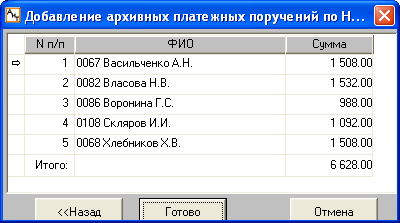 Добавление архивных платежных поручений по Н...
N п/п ФИО Сумма
1 0067 Васильченко А.Н. 1 508.00
2 0082 Власова Н.В. 1 532.00
3 0086 Воронина Г.С. 988.00
4 0108 Скляров И.И. 1 092.00
5 0068 Хлебников Х.В. 1 508.00
Итого: 6 628.00
<<Назад Готово Отмена